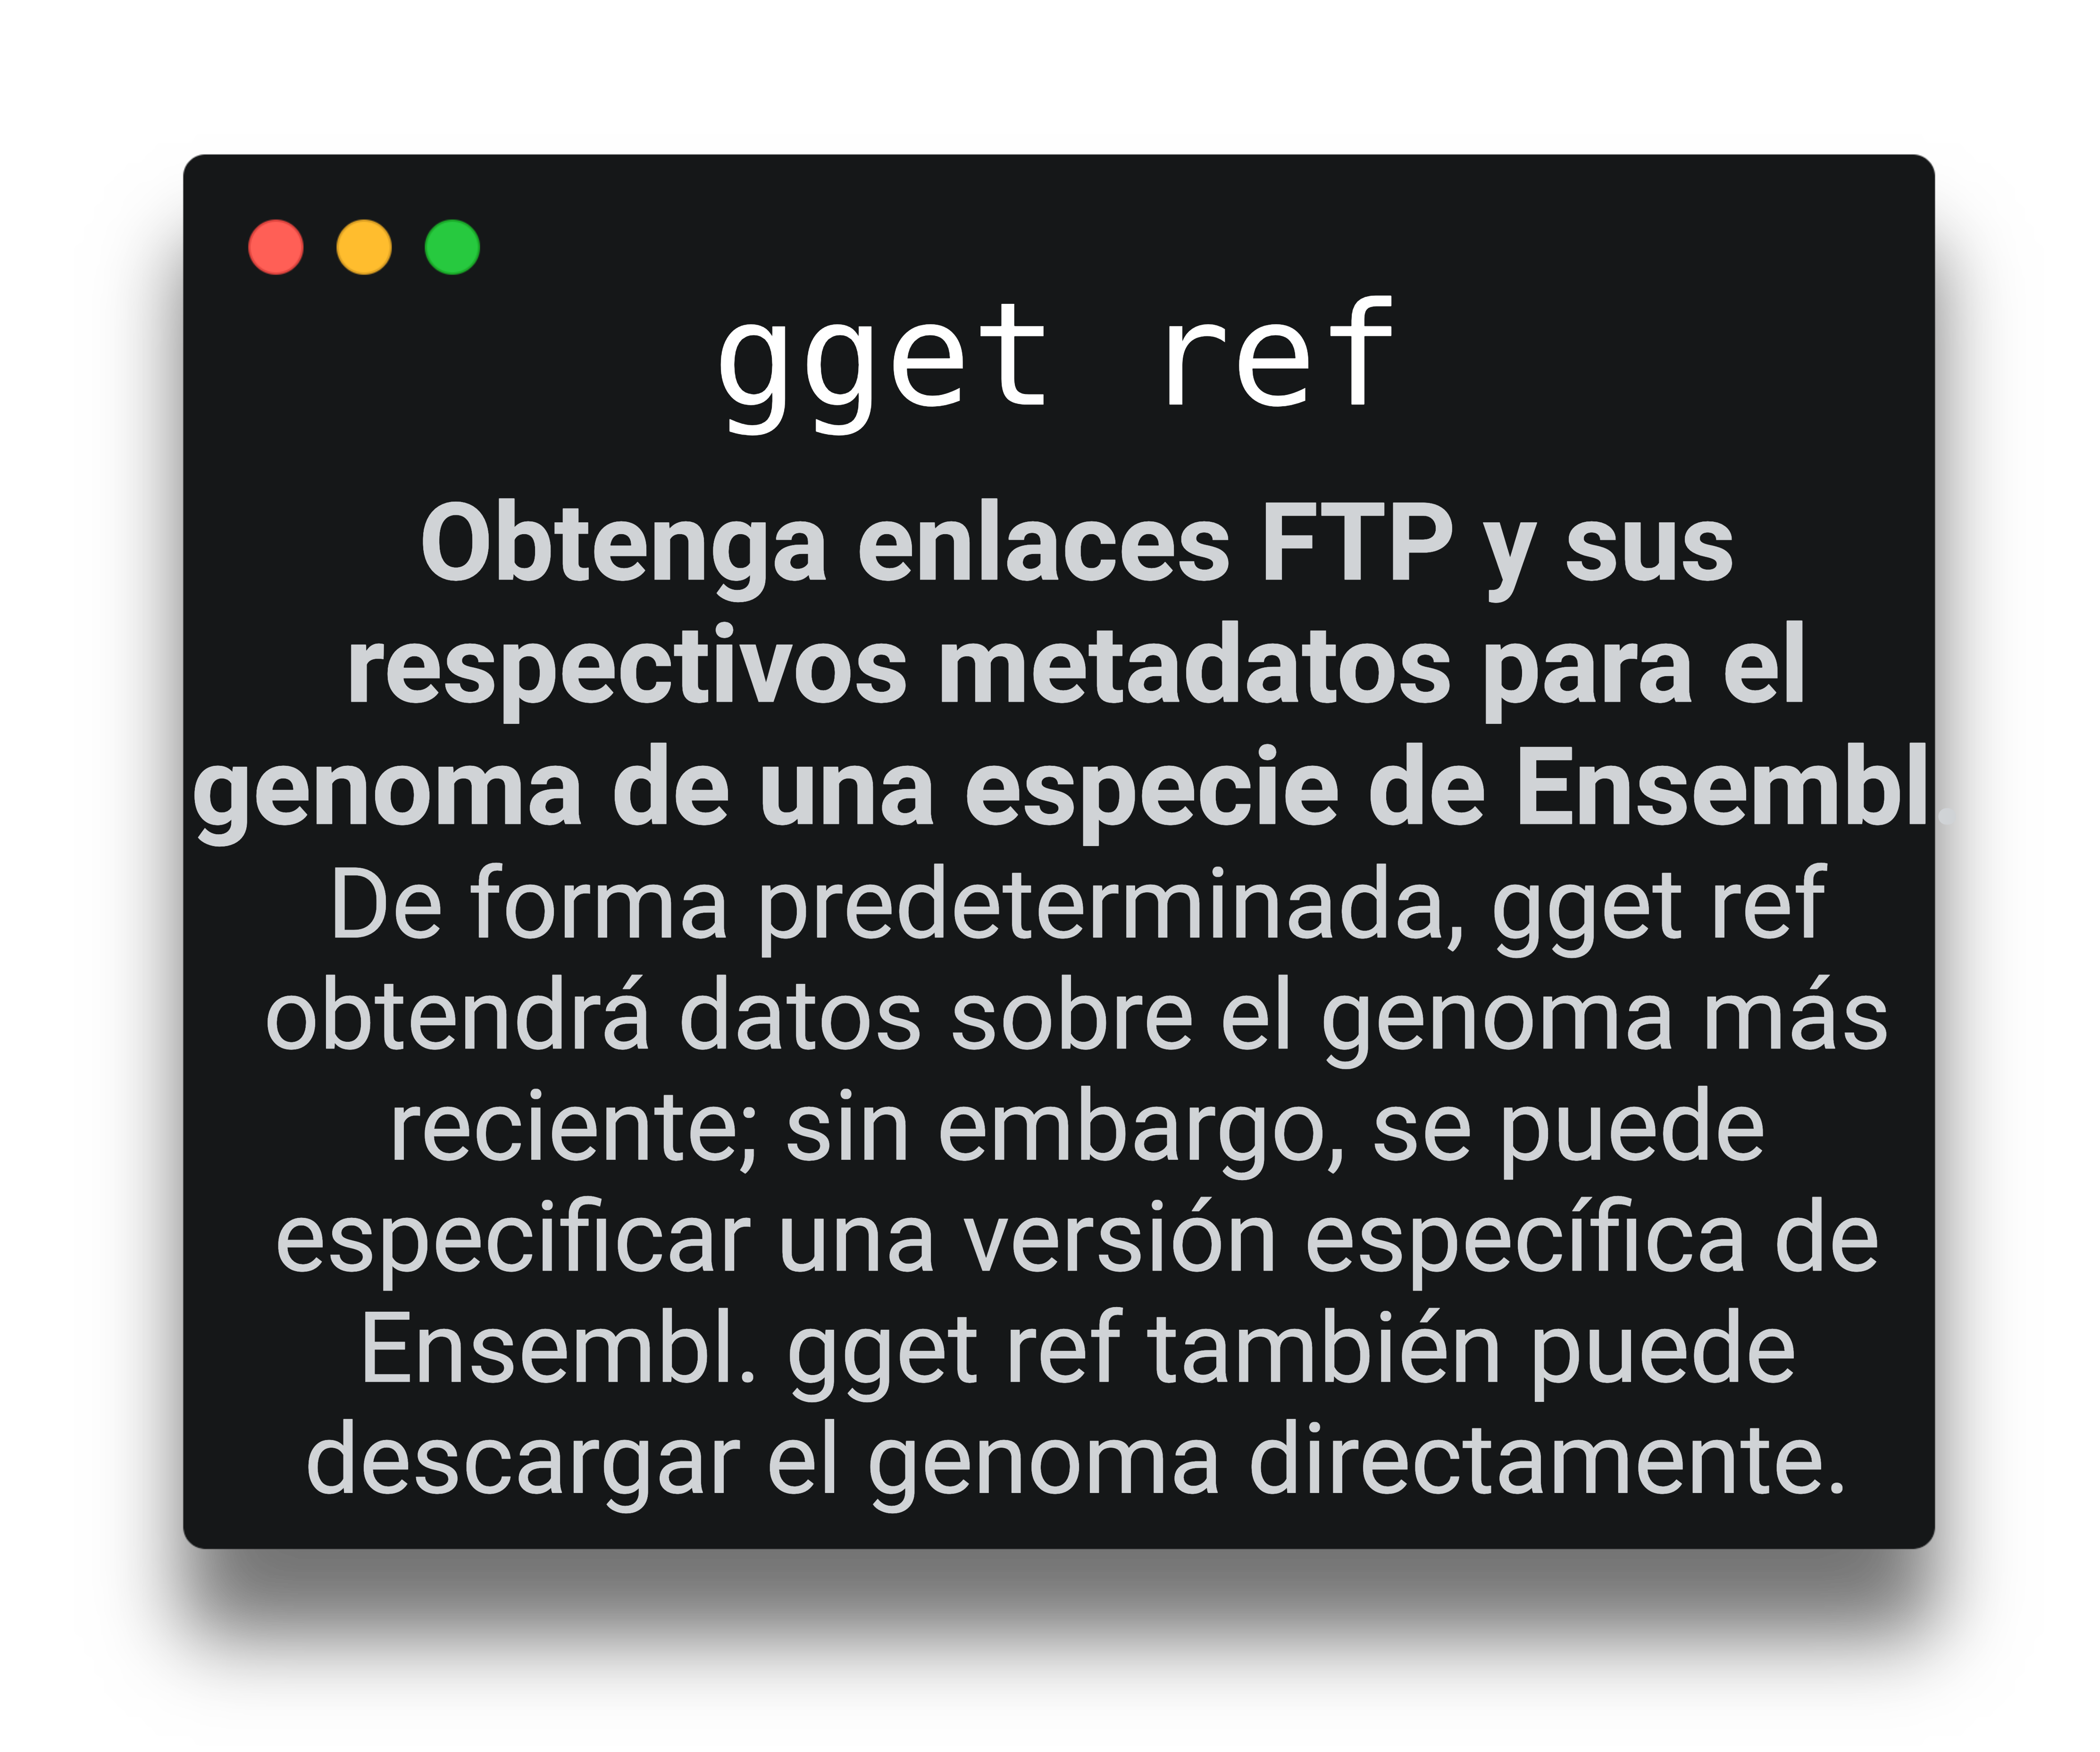 gget ref
Obtenga enlaces FTP y sus
respectivos metadatos para el
genoma de una especie de Ensembl.
De forma predeterminada, gget ref
obtendrá datos sobre el genoma más
reciente; sin embargo, se puede
especificar una versión específica de
Ensembl. gget ref también puede
descargar el genoma directamente.